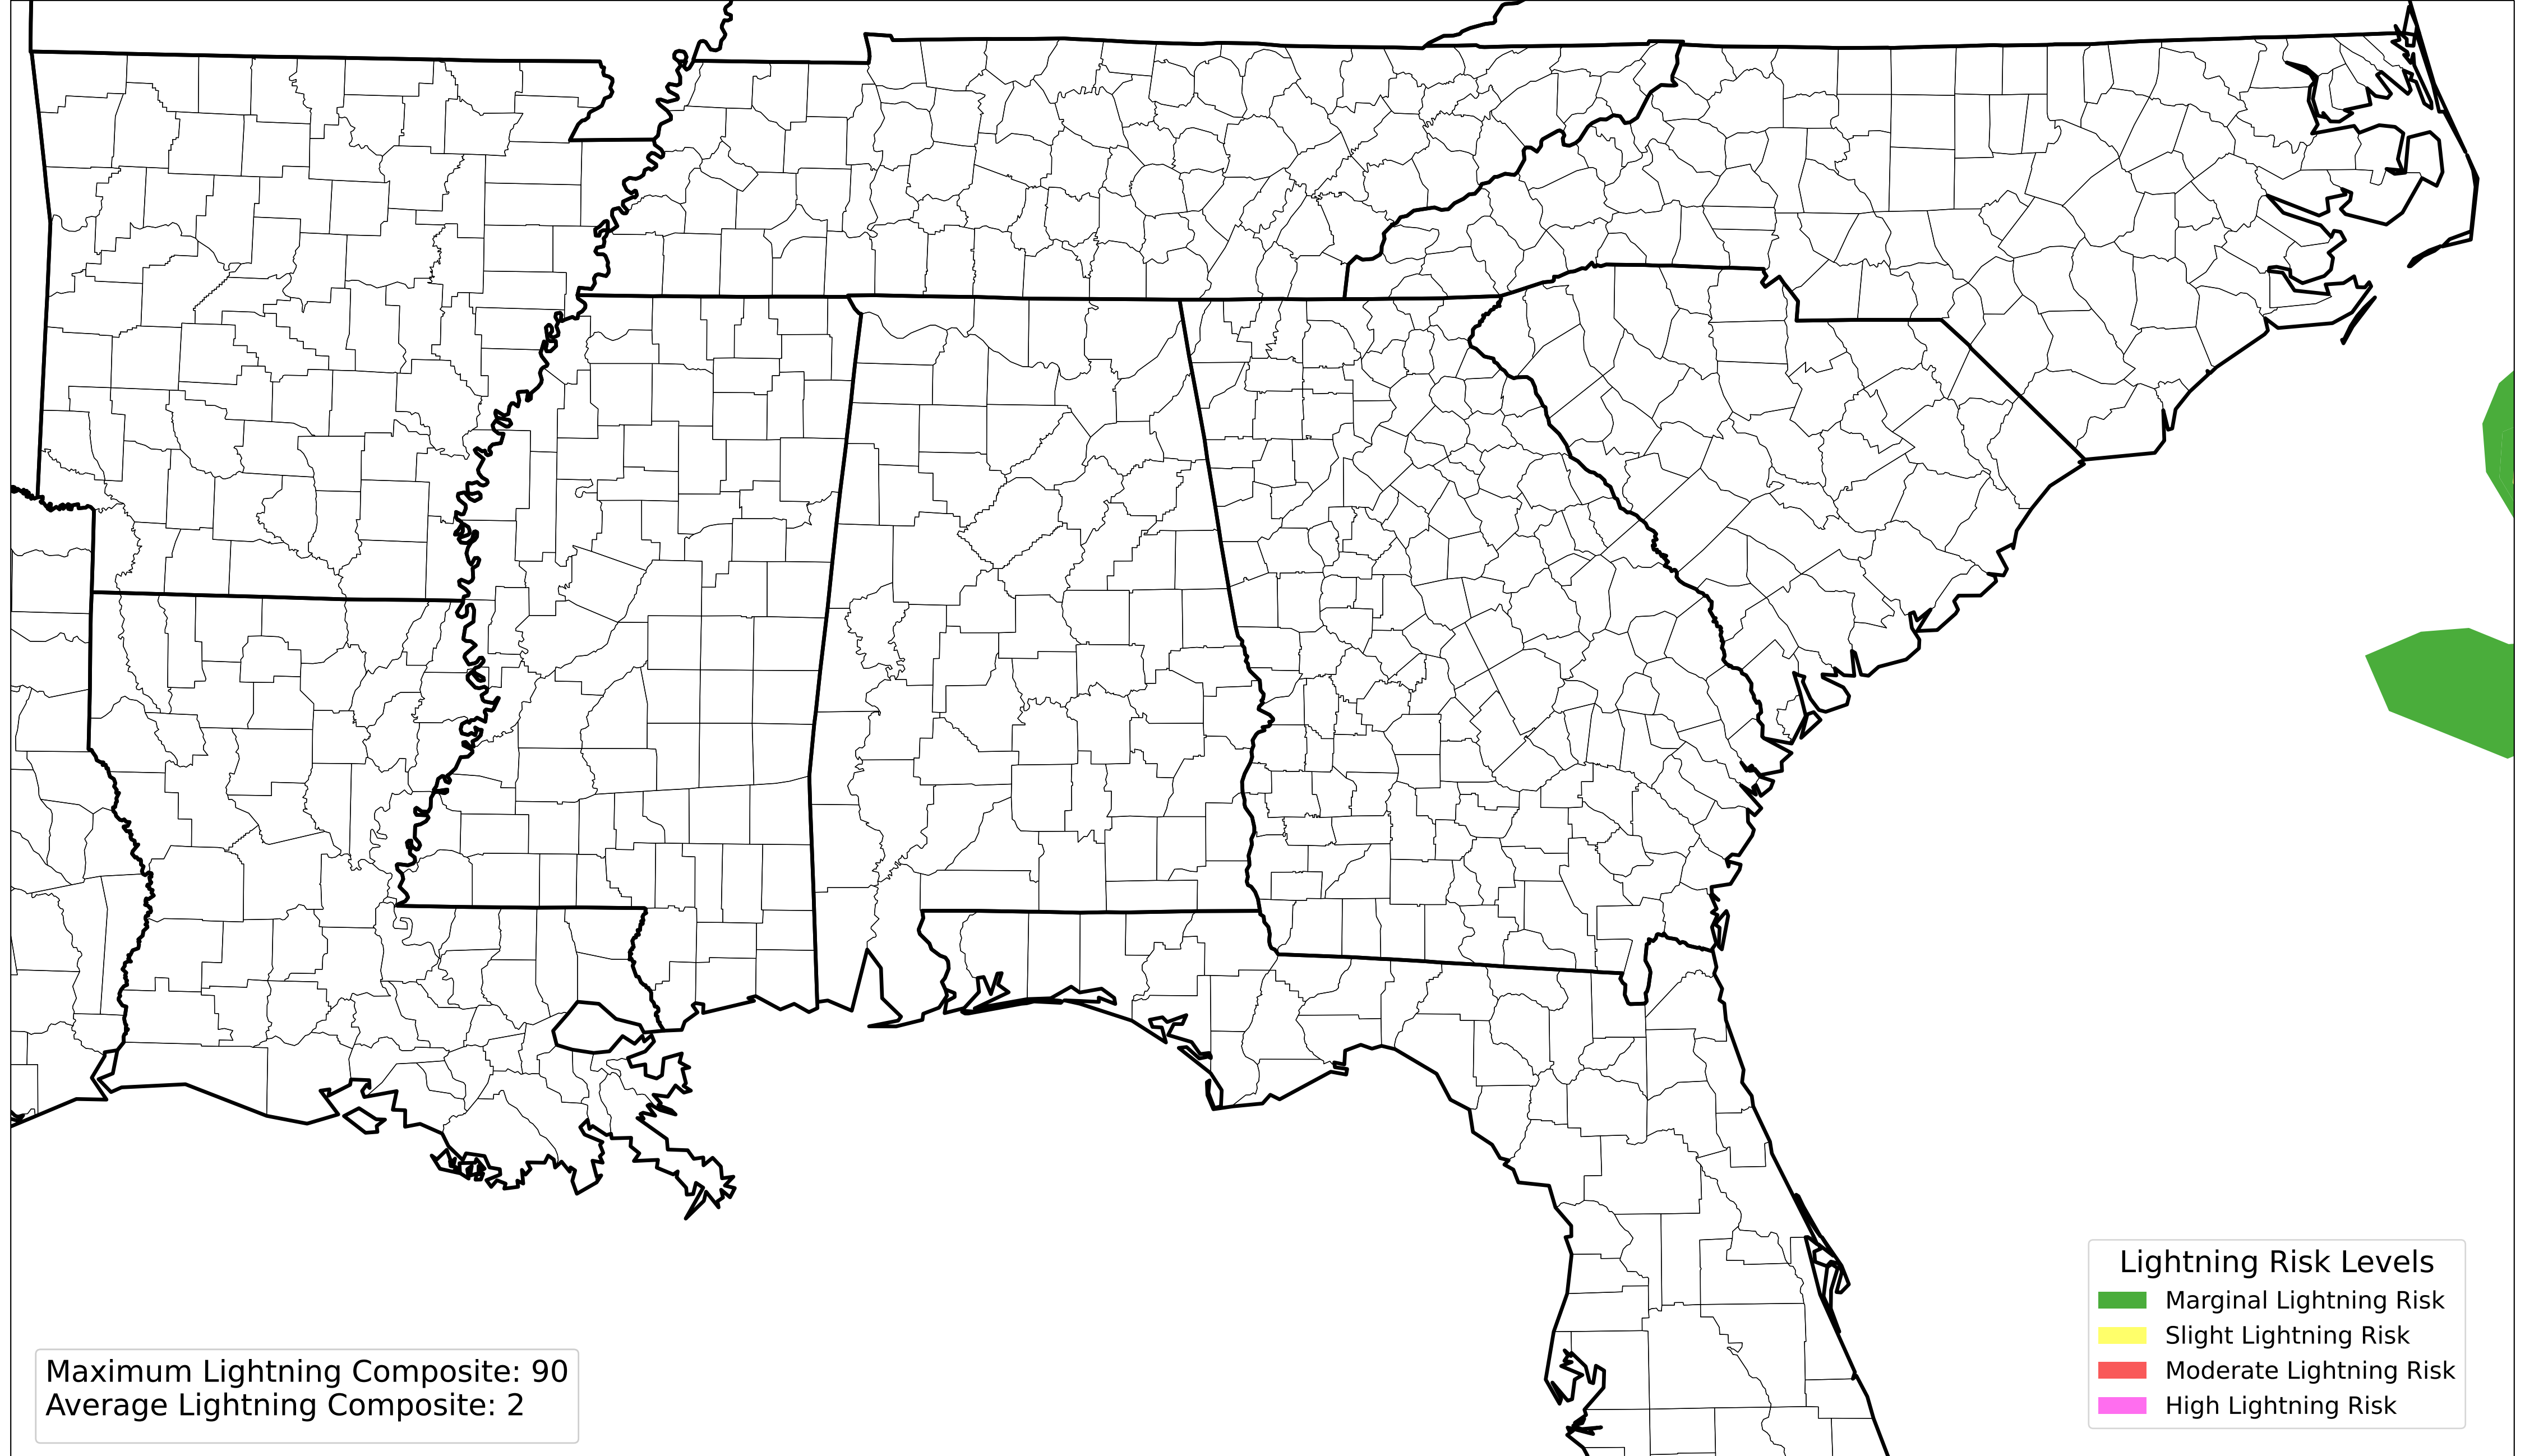 Lightning Risk Levels
Marginal Lightning Risk
Slight Lightning Risk
Moderate Lightning Risk
High Lightning Risk
Maximum Lightning Composite: 90
Average Lightning Composite: 2